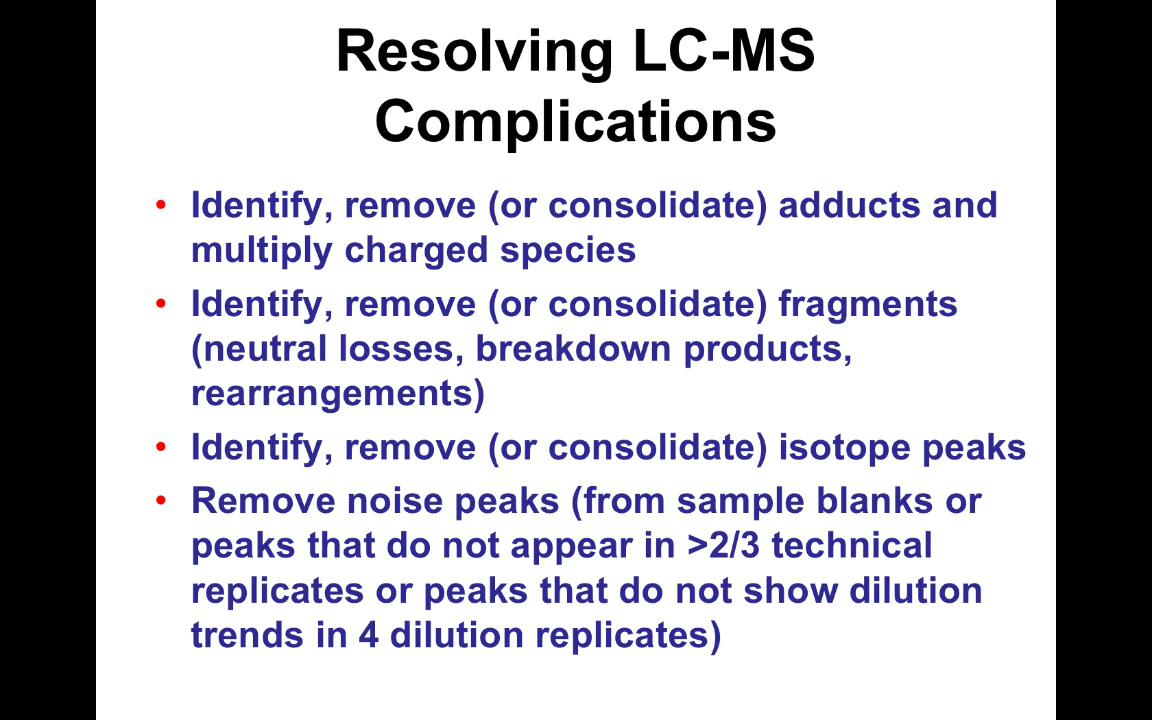 Resolving LC-MS
Complications
• Identify, remove (or consolidate) adducts and
multiply charged species
• Identify, remove (or consolidate) fragments
(neutral losses, breakdown products,
rearrangements)
• Identify, remove (or consolidate) isotope peaks
• Remove noise peaks (from sample blanks or
peaks that do not appear in >2/3 technical
replicates or peaks that do not show dilution
trends in 4 dilution replicates)